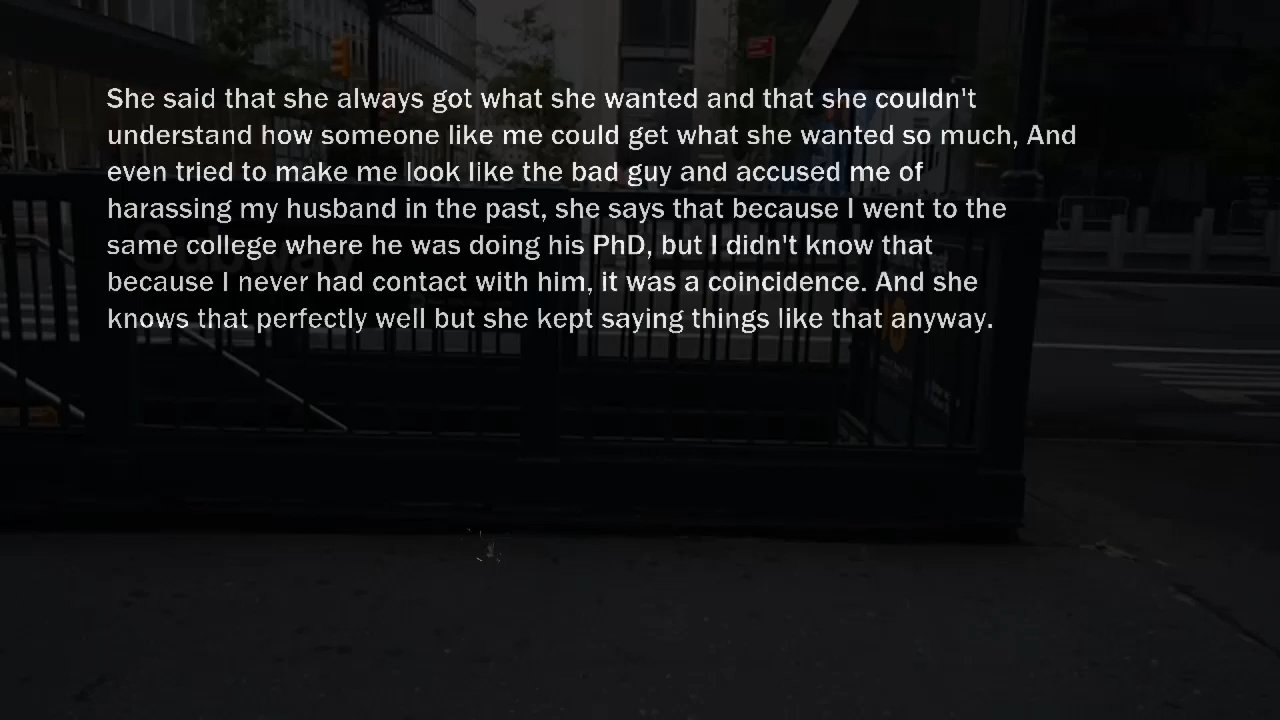 She said that she always got what she wanted and that she couldn't
understand how someone like me could get what she wanted so much, And
even tried to make me look like the bad guy and accused me of
harassing my husband in the past, she says that because I went to the
same college where he was doing his PhD, but I didn't know that
because I never had contact with him, it was a coincidence. And she
knows that perfectly well but she kept saying things like that anyway.